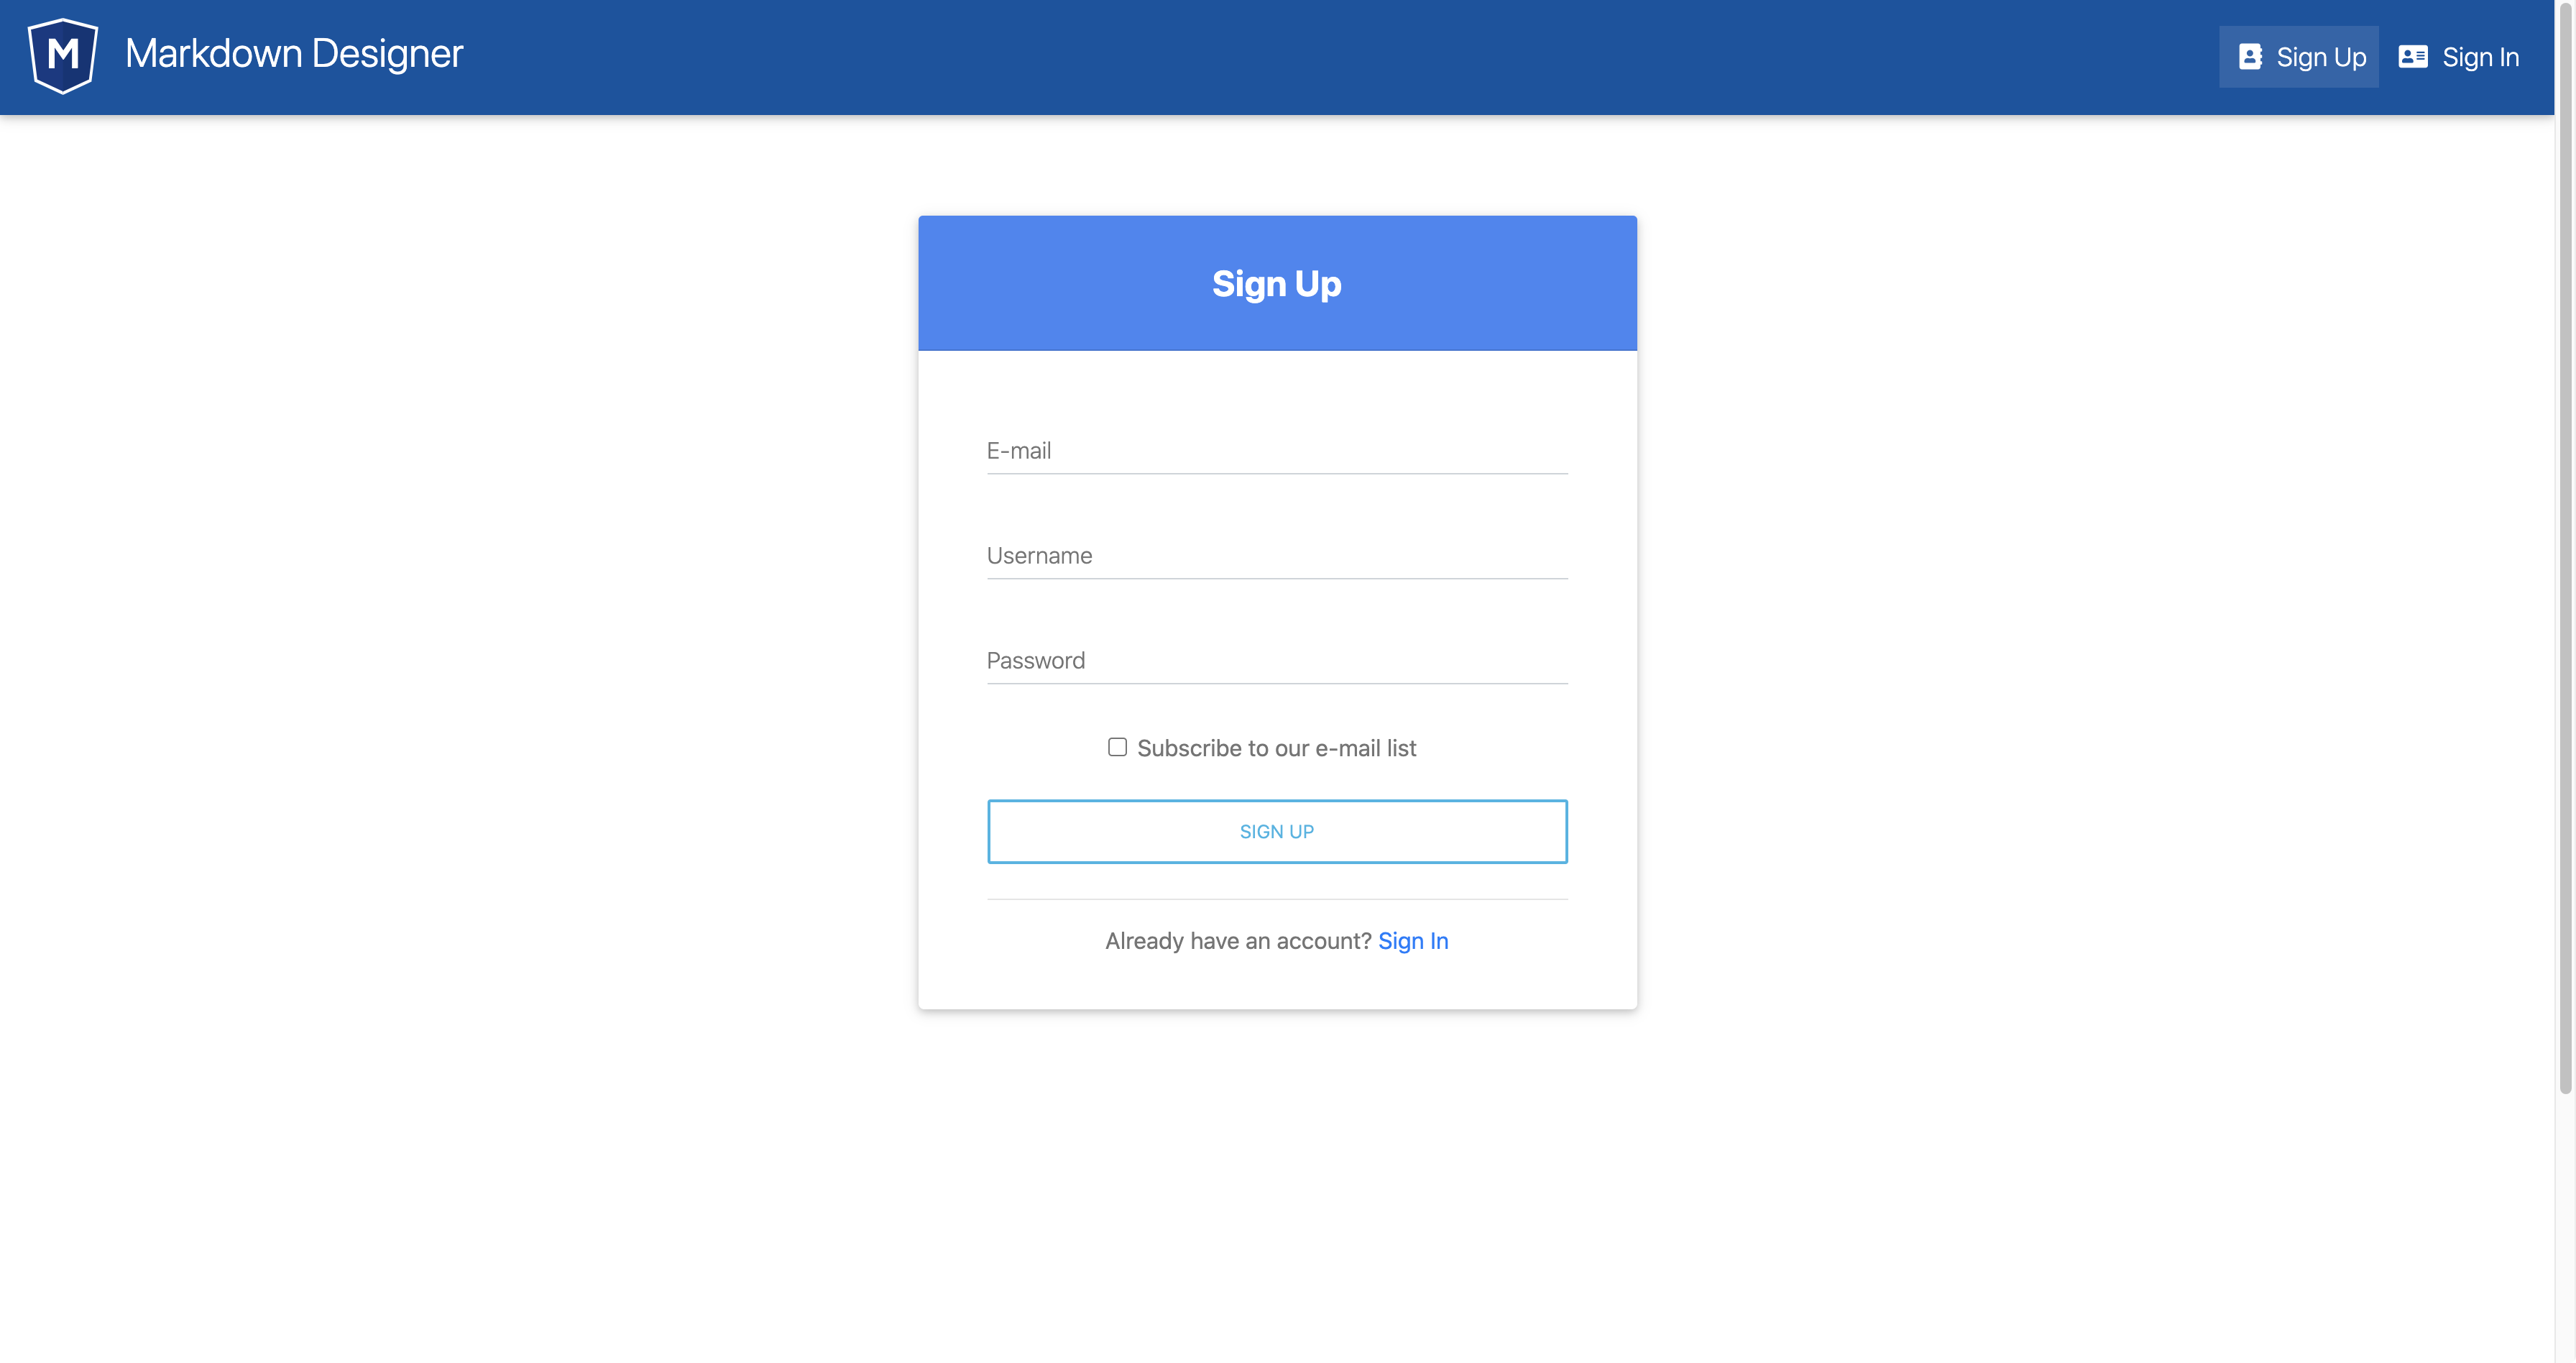 M Markdown Designer
Sign Up
Sign In
Sign Up
E-mail
Username
Password
Subscribe to our e-mail list
SIGN UP
Already have an account? Sign In